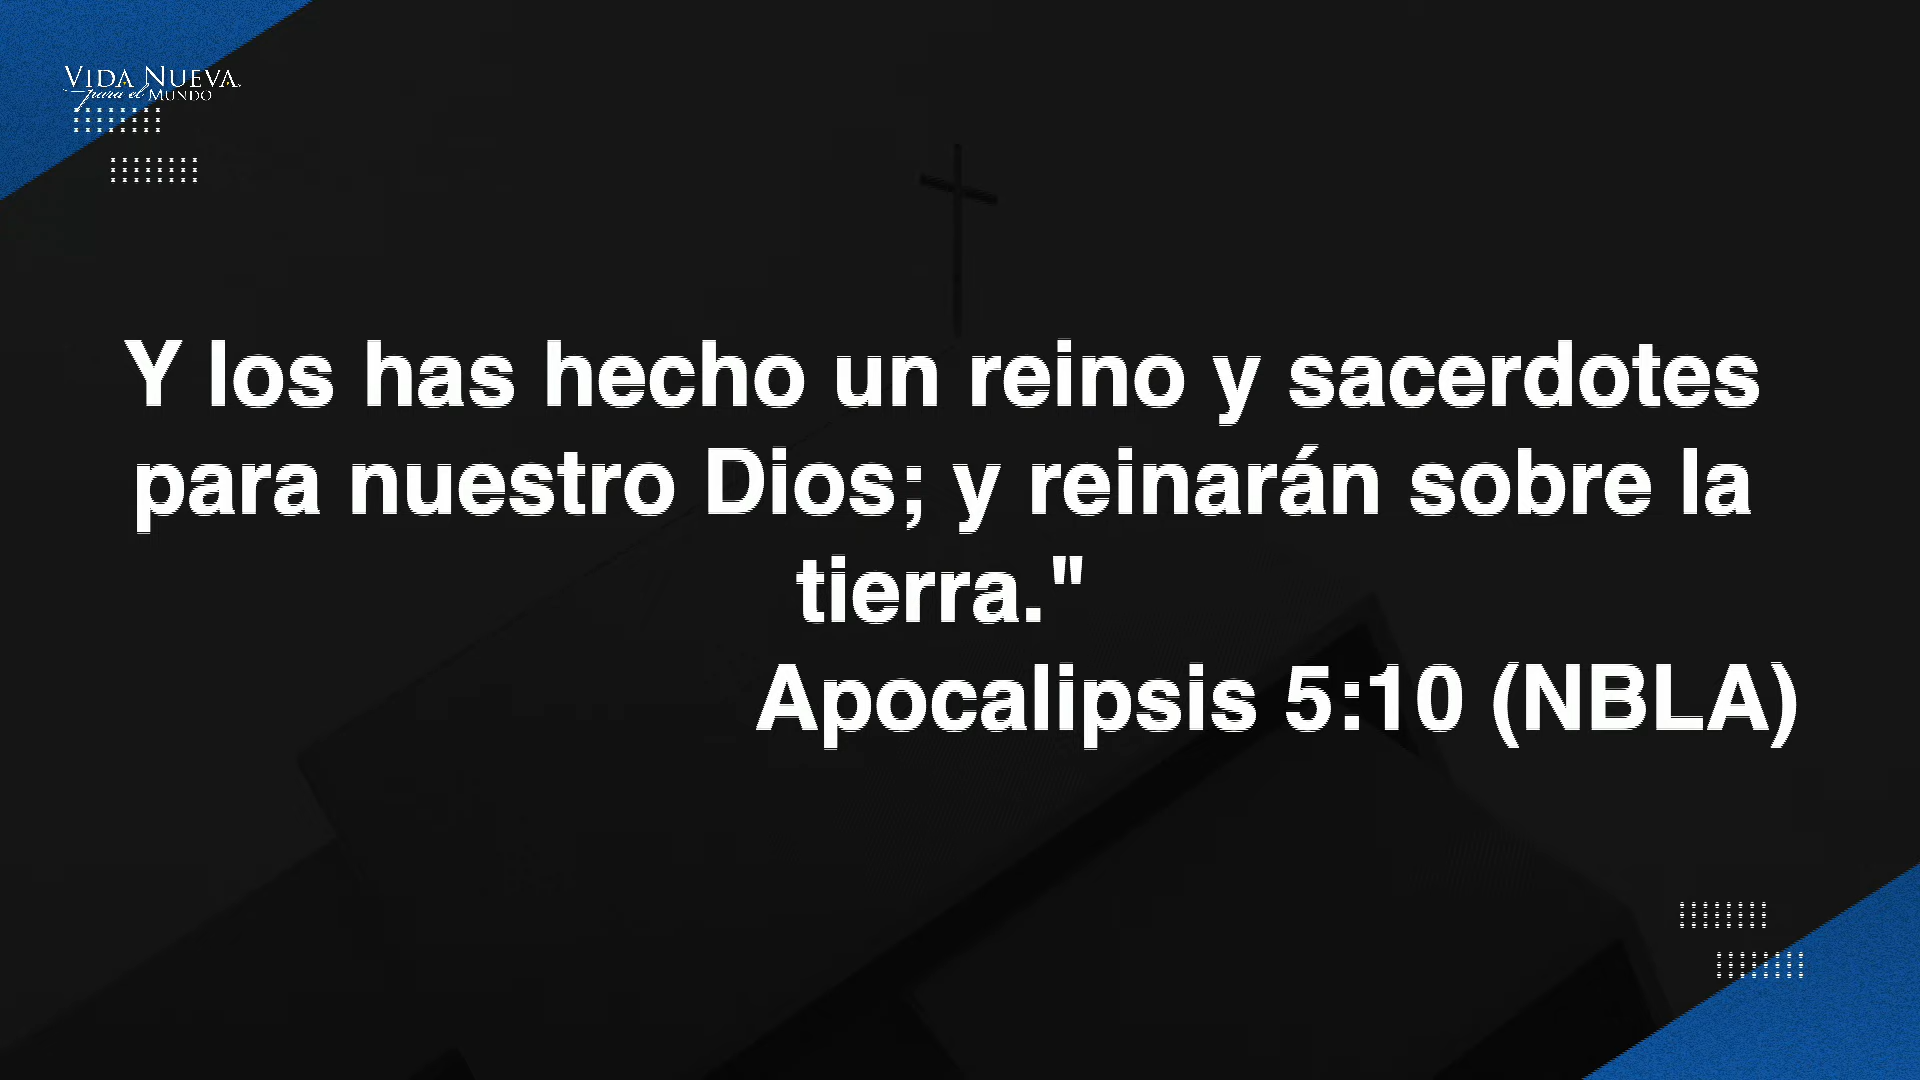 VIDA NUEVA
para el MUNDO
Y los has hecho un reino y sacerdotes
para nuestro Dios; y reinarán sobre la
tierra."
Apocalipsis 5:10 (NBLA)